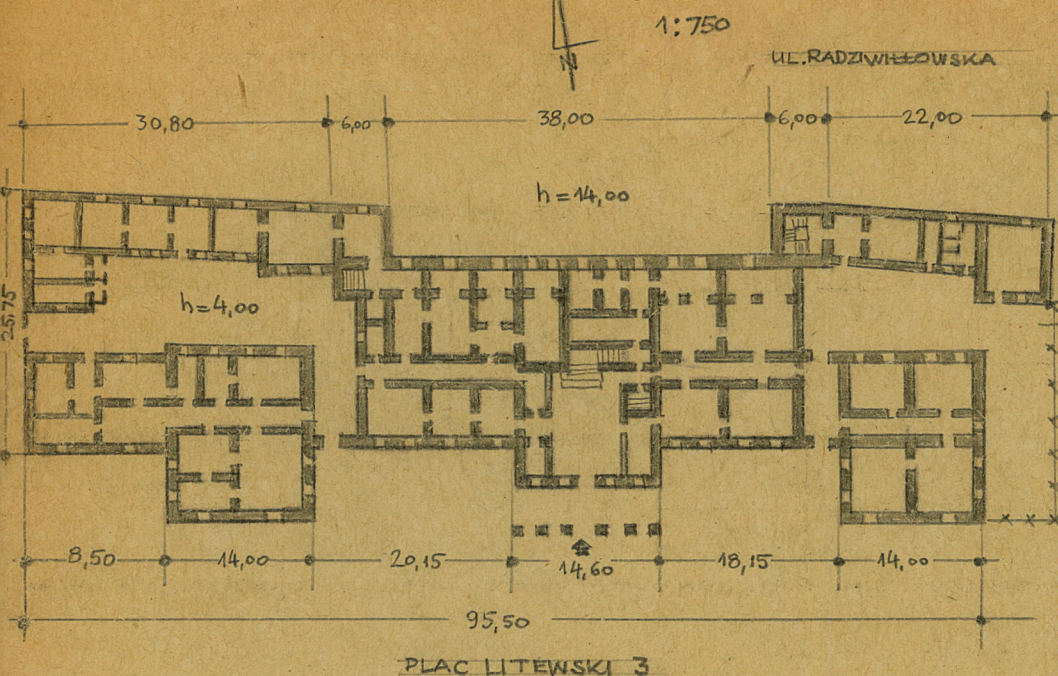 1:750
N
UL. RADZIWIŁŁOWSKA
30,80 6,00 38,00 6,00 22,00
h=14,00
h=4,00
25,75
8,50 14,00 20,15 14,60 18,15 14,00
95,50
PLAC LITEWSKI 3